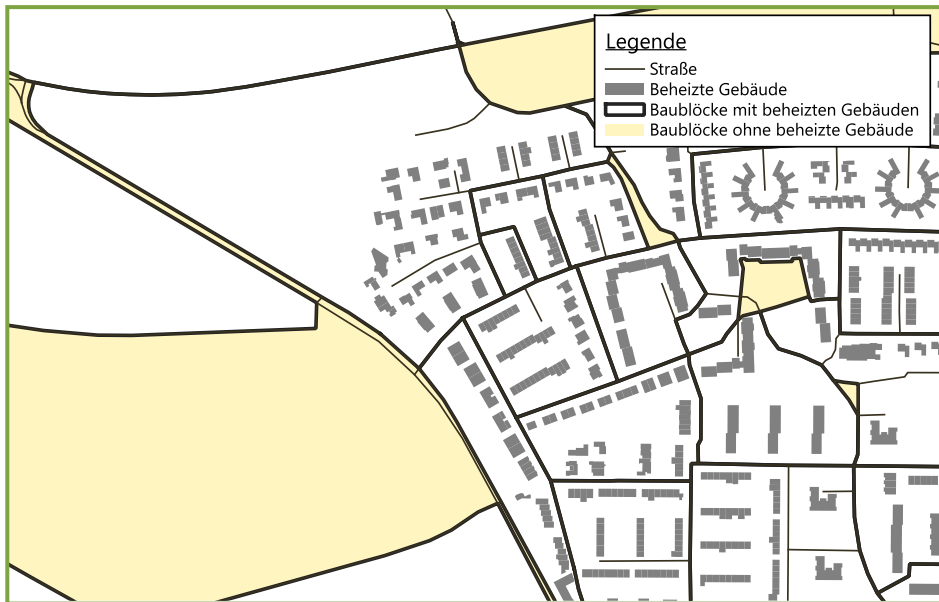 Legende
Straße
Beheizte Gebäude
Baublöcke mit beheizten Gebäuden
Baublöcke ohne beheizte Gebäude